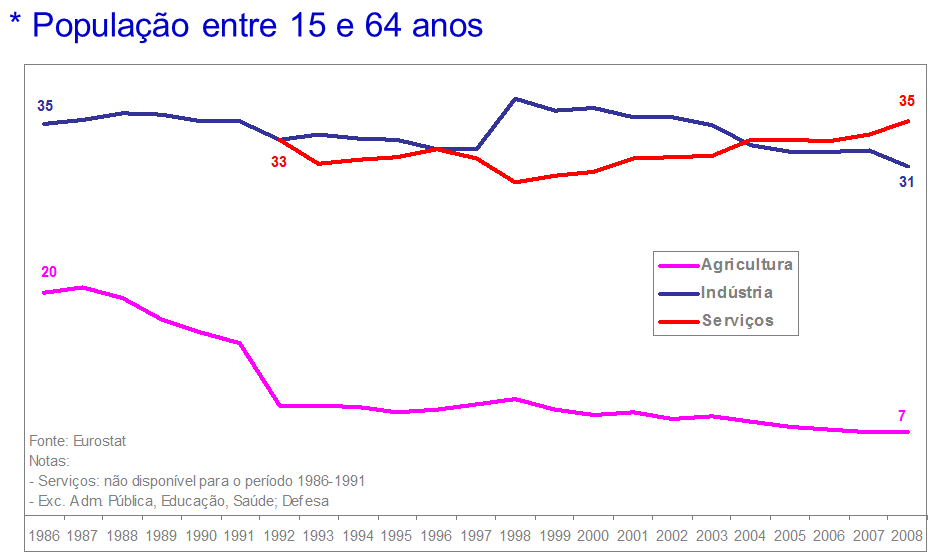 * População entre 15 e 64 anos
35
35
33
31
20
Agricultura
Indústria
Serviços
7
Fonte: Eurostat
Notas:
- Serviços: não disponível para o período 1986-1991
- Exc. Adm. Pública, Educação, Saúde; Defesa
1986 1987 1988 1989 1990 1991 1992 1993 1994 1995 1996 1997 1998 1999 2000 2001 2002 2003 2004 2005 2006 2007 2008